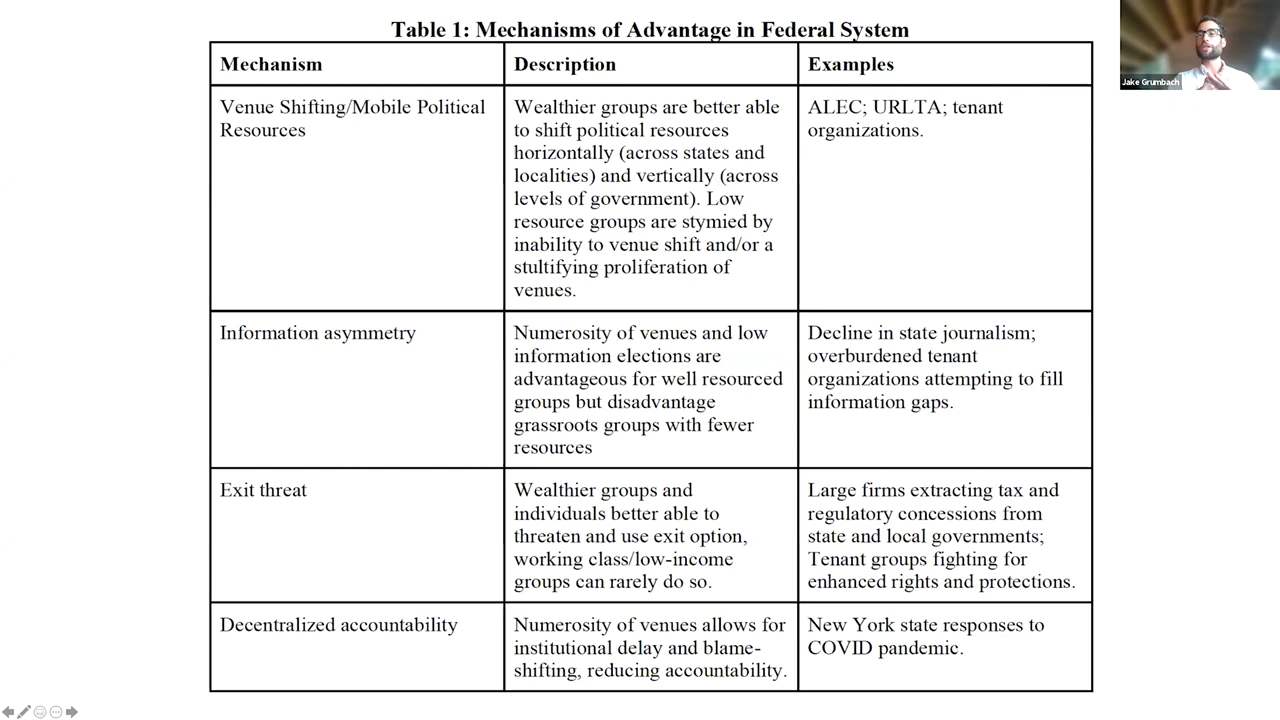 Table 1: Mechanisms of Advantage in Federal System
Mechanism
Description
Examples
Venue Shifting/Mobile Political
Resources
Wealthier groups are better able
to shift political resources
horizontally (across states and
localities) and vertically (across
levels of government). Low
resource groups are stymied by
inability to venue shift and/or a
stultifying proliferation of
venues.
ALEC; URLTA; tenant
organizations.
Information asymmetry
Numerosity of venues and low
information elections are
advantageous for well resourced
groups but disadvantage
grassroots groups with fewer
resources
Decline in state journalism;
overburdened tenant
organizations attempting to fill
information gaps.
Exit threat
Wealthier groups and
individuals better able to
threaten and use exit option,
working class/low-income
groups can rarely do so.
Large firms extracting tax and
regulatory concessions from
state and local governments;
Tenant groups fighting for
enhanced rights and protections.
Decentralized accountability
Numerosity of venues allows for
institutional delay and blame-
shifting, reducing accountability.
New York state responses to
COVID pandemic.
Jake Grumbach